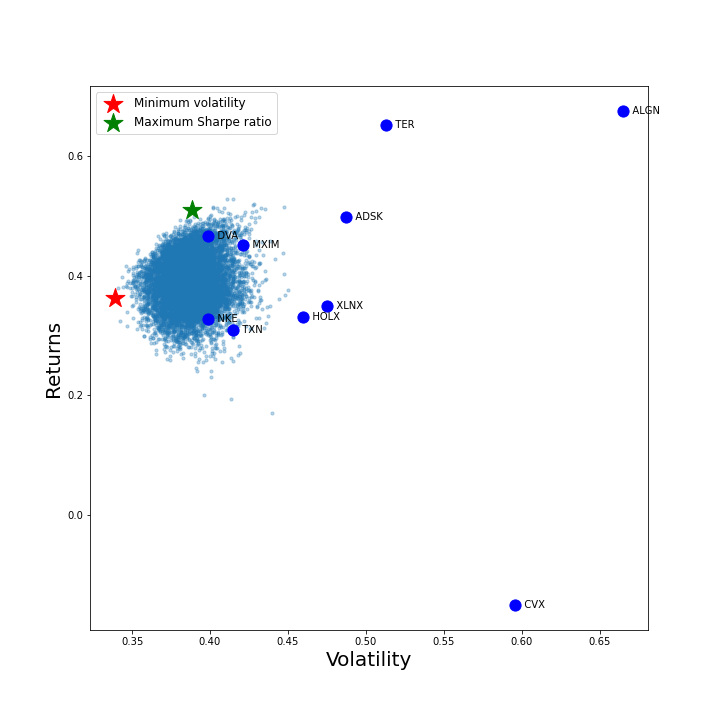 Minimum volatility
Maximum Sharpe ratio
ALGN
TER
ADSK
DVA
MXIM
XLNX
HOLX
NKE
TXN
CVX
0.6
0.4
0.2
0.0
Returns
0.35 0.40 0.45 0.50 0.55 0.60 0.65
Volatility